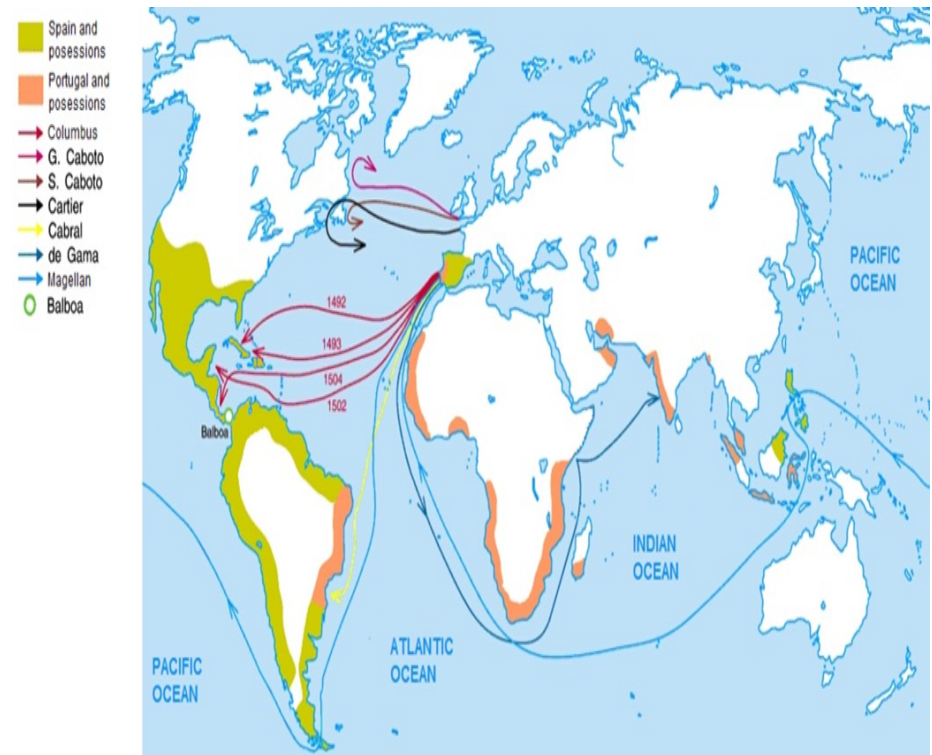 Spain and
posessions
Portugal and
posessions
Columbus
G. Caboto
S. Caboto
Cartier
Cabral
de Gama
Magellan
Balboa
1492
1493
1504
1502
Balboa
PACIFIC
OCEAN
INDIAN
OCEAN
ATLANTIC
OCEAN
PACIFIC
OCEAN